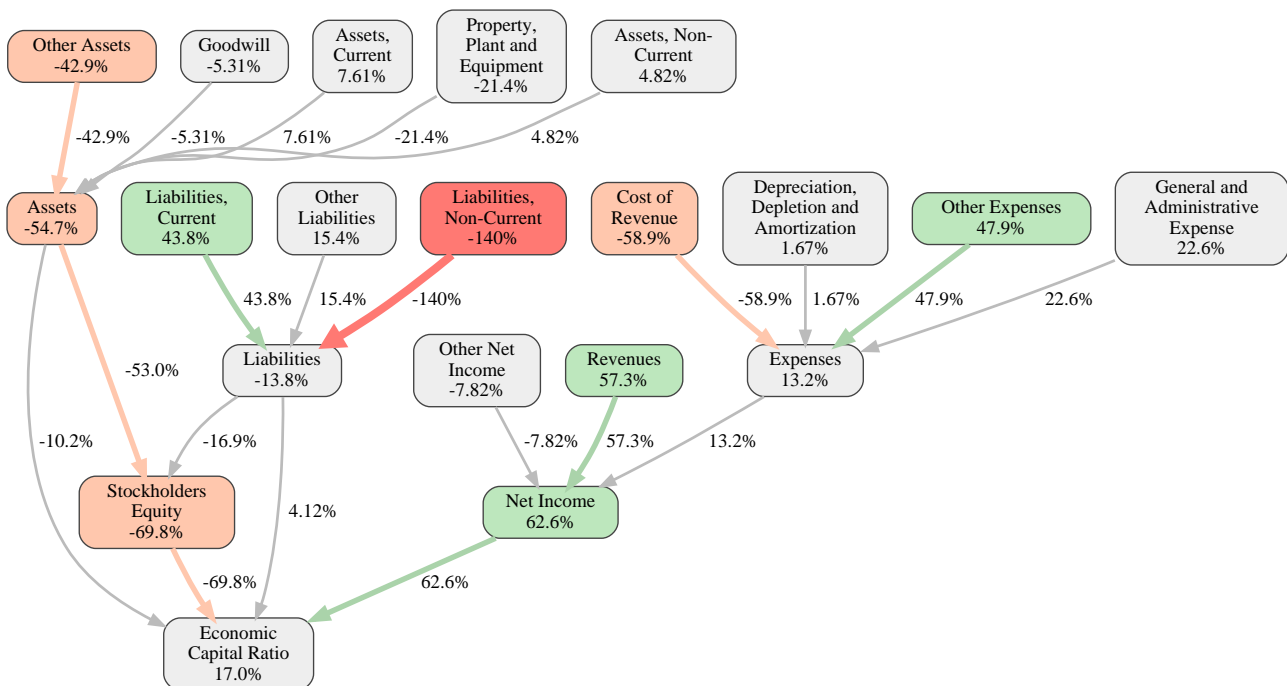 Other Assets
-42.9%
Goodwill
-5.31%
Assets,
Current
7.61%
Property,
Plant and
Equipment
-21.4%
Assets, Non-
Current
4.82%
-42.9%
-5.31%
7.61%
-21.4%
4.82%
Assets
-54.7%
Liabilities,
Current
43.8%
Other
Liabilities
15.4%
Liabilities,
Non-Current
-140%
Cost of
Revenue
-58.9%
Depreciation,
Depletion and
Amortization
1.67%
Other Expenses
47.9%
General and
Administrative
Expense
22.6%
43.8%
15.4%
-140%
-58.9%
1.67%
47.9%
22.6%
Liabilities
-13.8%
Other Net
Income
-7.82%
Revenues
57.3%
Expenses
13.2%
-53.0%
-10.2%
-16.9%
-7.82%
57.3%
13.2%
Stockholders
Equity
-69.8%
4.12%
Net Income
62.6%
-69.8%
62.6%
Economic
Capital Ratio
17.0%